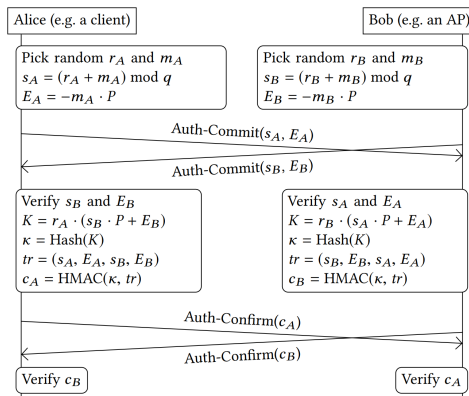 Alice (e.g. a client)
Bob (e.g. an AP)
Pick random r_A and m_A
s_A = (r_A + m_A) mod q
E_A = −m_A · P
Pick random r_B and m_B
s_B = (r_B + m_B) mod q
E_B = −m_B · P
Auth-Commit(s_A, E_A)
Auth-Commit(s_B, E_B)
Verify s_B and E_B
K = r_A · (s_B · P + E_B)
κ = Hash(K)
tr = (s_A, E_A, s_B, E_B)
c_A = HMAC(κ, tr)
Verify s_A and E_A
K = r_B · (s_A · P + E_A)
κ = Hash(K)
tr = (s_B, E_B, s_A, E_A)
c_B = HMAC(κ, tr)
Auth-Confirm(c_A)
Auth-Confirm(c_B)
Verify c_B
Verify c_A